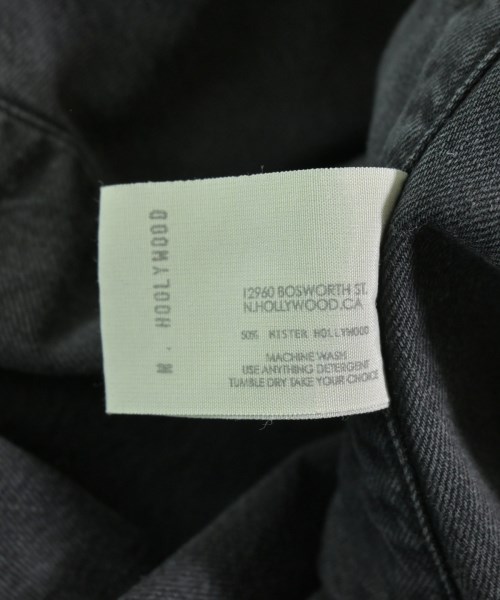 N. HOOLYWOOD
12960 BOSWORTH ST.
N.HOLLYWOOD.CA
50% MISTER HOLLYWOOD
MACHINE WASH
USE ANYTHING DETERGENT
TUMBLE DRY TAKE YOUR CHOICE